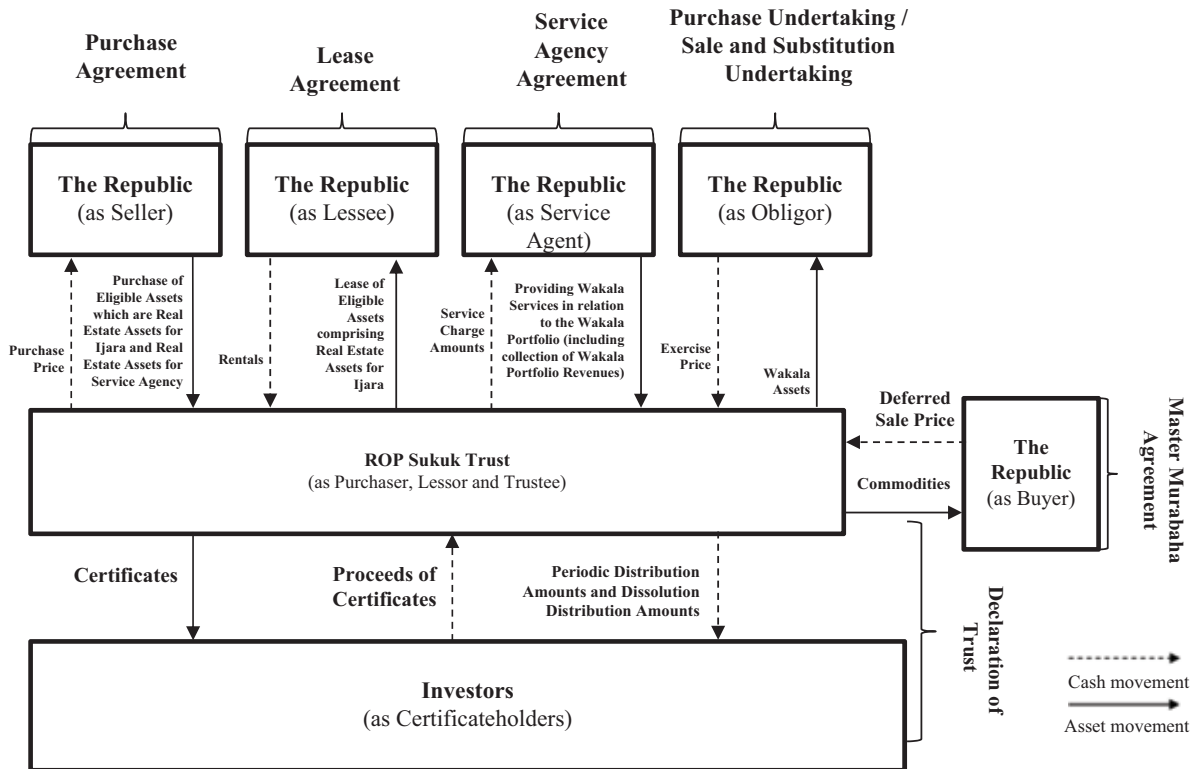 Purchase
Agreement
Lease
Agreement
Service
Agency
Agreement
Purchase Undertaking /
Sale and Substitution
Undertaking
The Republic
(as Seller)
The Republic
(as Lessee)
The Republic
(as Service
Agent)
The Republic
(as Obligor)
Purchase
Price
Purchase of
Eligible Assets
which are Real
Estate Assets for
Ijara and Real
Estate Assets for
Service Agency
Rentals
Lease of
Eligible
Assets
comprising
Real Estate
Assets for
Ijara
Service
Charge
Amounts
Providing Wakala
Services in relation
to the Wakala
Portfolio (including
collection of Wakala
Portfolio Revenues)
Exercise
Price
Wakala
Assets
Deferred
Sale Price
Commodities
The
Republic
(as Buyer)
Master Murabaha
Agreement
ROP Sukuk Trust
(as Purchaser, Lessor and Trustee)
Certificates
Proceeds of
Certificates
Periodic Distribution
Amounts and Dissolution
Distribution Amounts
Declaration of
Trust
Investors
(as Certificateholders)
Cash movement
Asset movement